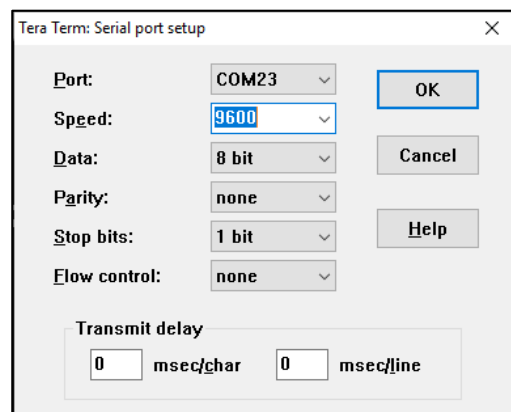 Tera Term: Serial port setup
Port: COM23
OK
Speed: 9600
Data: 8 bit
Cancel
Parity: none
Stop bits: 1 bit
Help
Flow control: none
Transmit delay
0 msec/char 0 msec/line